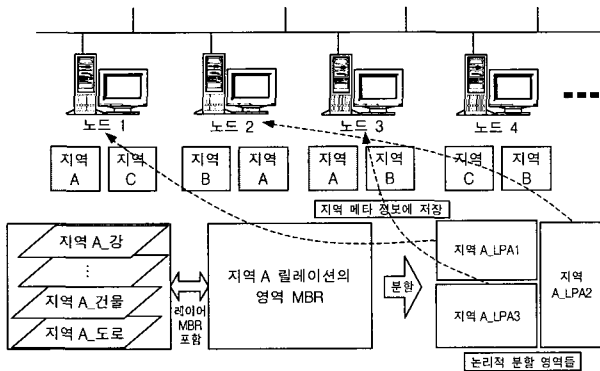 노드 1
노드 2
노드 3
노드 4
지역
A
지역
C
지역
B
지역
A
지역
A
지역
B
지역
C
지역
B
지역 메타 정보에 저장
지역 A_강
⋮
지역 A_건물
지역 A_도로
레이어
MBR
포함
지역 A 릴레이션의
영역 MBR
분할
지역 A_LPA1
지역 A_LPA3
지역
A_LPA2
논리적 분할 영역들